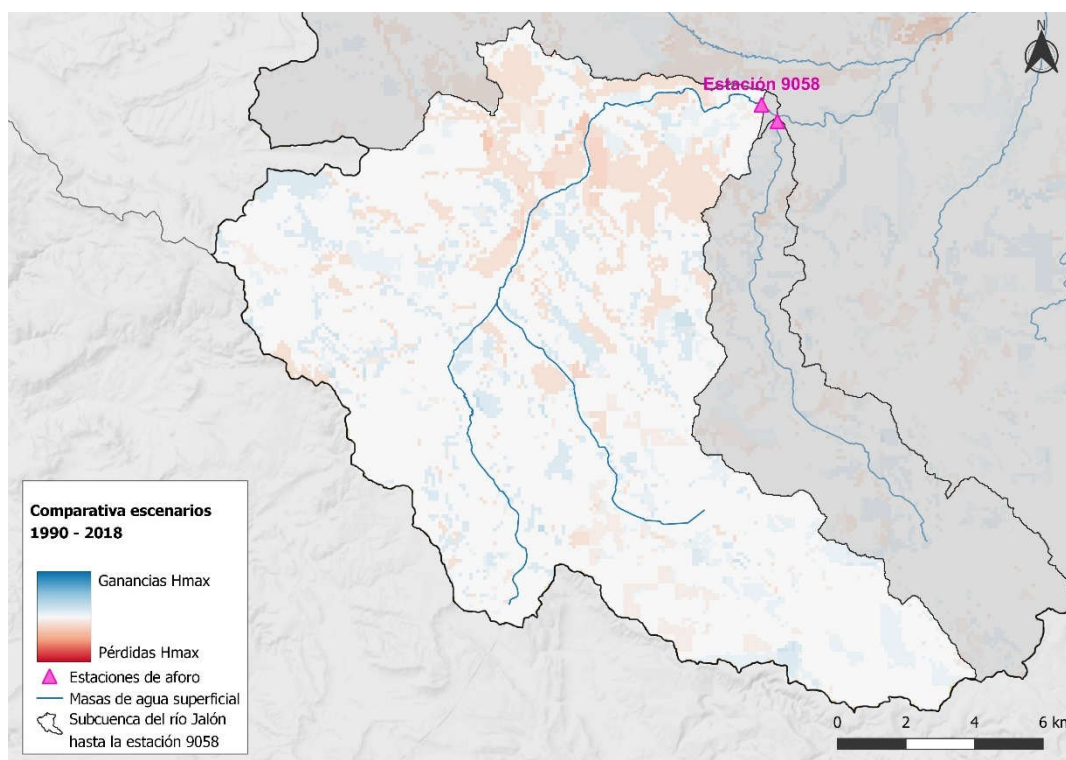 N
Estación 9058
Comparativa escenarios
1990 - 2018
Ganancias Hmax
Pérdidas Hmax
Estaciones de aforo
Masas de agua superficial
Subcuenca del río Jalón
hasta la estación 9058
0 2 4 6 km